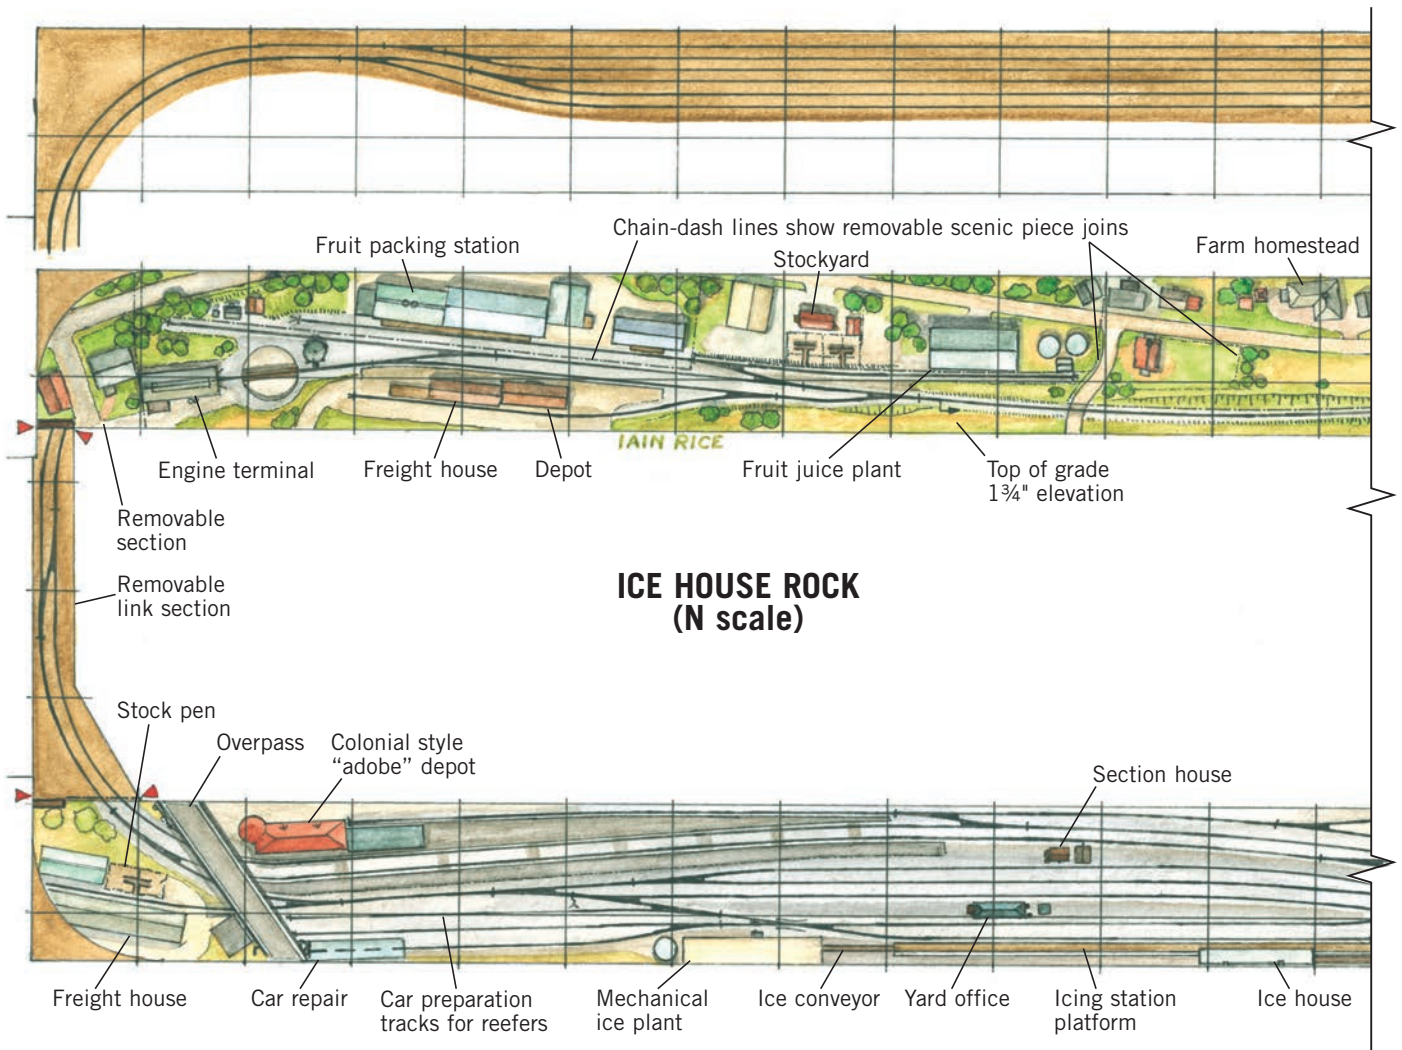 Chain-dash lines show removable scenic piece joins
Fruit packing station
Stockyard
Farm homestead
IAIN RICE
Engine terminal
Freight house
Depot
Fruit juice plant
Top of grade
1¾" elevation
Removable
section
Removable
link section
ICE HOUSE ROCK
(N scale)
Stock pen
Overpass
Colonial style
“adobe” depot
Section house
Freight house
Car repair
Car preparation
tracks for reefers
Mechanical
ice plant
Ice conveyor
Yard office
Icing station
platform
Ice house